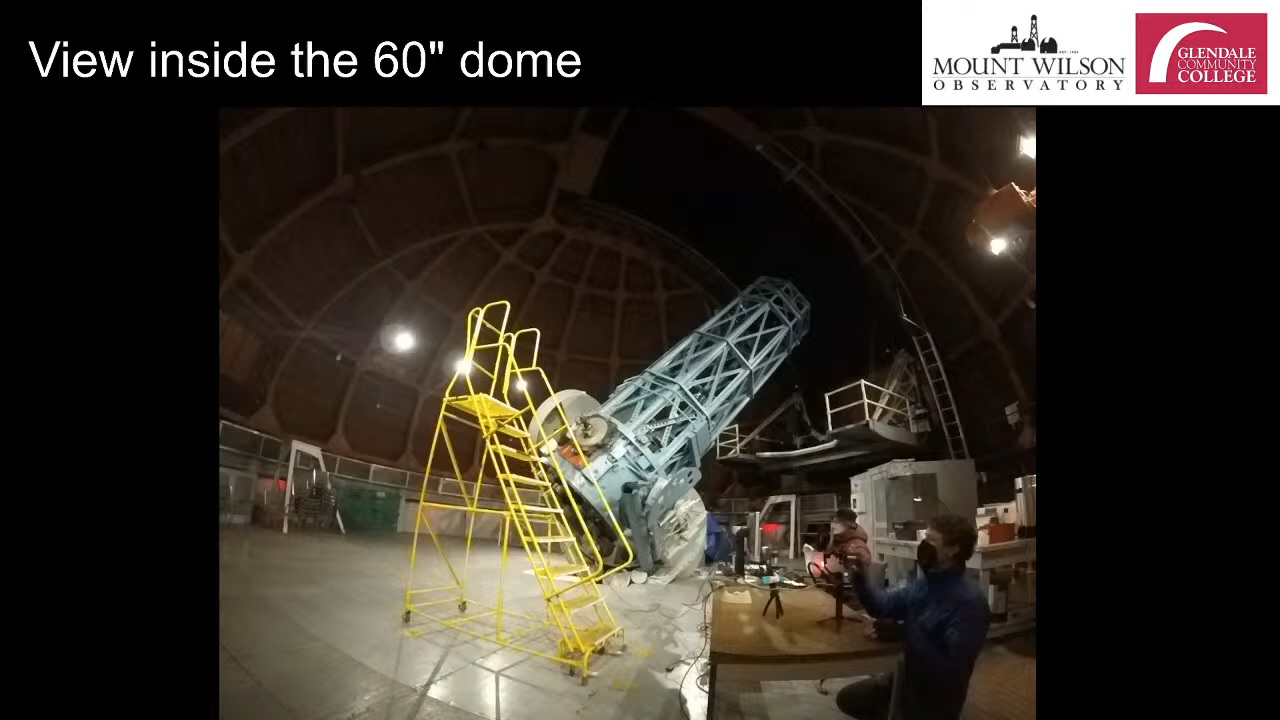 View inside the 60" dome
MOUNT WILSON
OBSERVATORY
GLENDALE
COMMUNITY
COLLEGE